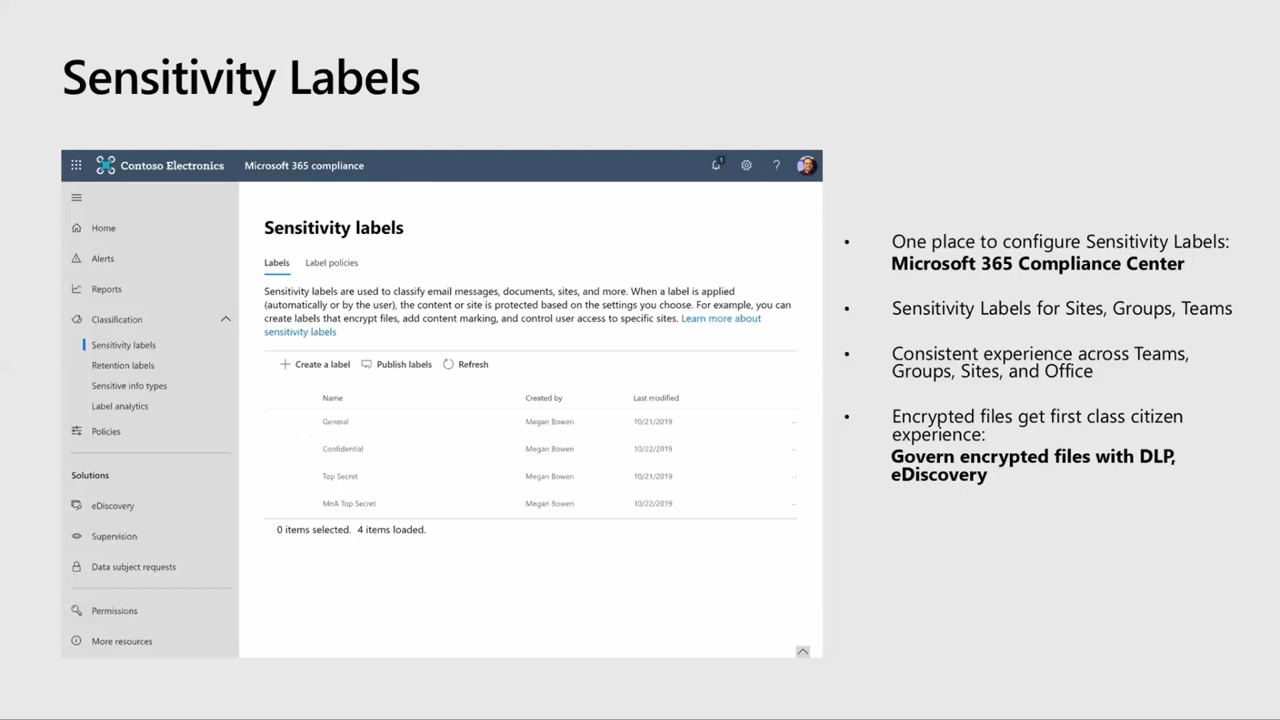 Sensitivity Labels
Contoso Electronics
Microsoft 365 compliance
1
?
Home
Alerts
Reports
Classification
Sensitivity labels
Retention labels
Sensitive info types
Label analytics
Policies
Solutions
eDiscovery
Supervision
Data subject requests
Permissions
More resources
Sensitivity labels
Labels Label policies
Sensitivity labels are used to classify email messages, documents, sites, and more. When a label is applied
(automatically or by the user), the content or site is protected based on the settings you choose. For example, you can
create labels that encrypt files, add content marking, and control user access to specific sites. Learn more about
sensitivity labels
Create a label Publish labels Refresh
Name Created by Last modified
General Megan Bowen 10/21/2019
Confidential Megan Bowen 10/22/2019
Top Secret Megan Bowen 10/21/2019
MnA Top Secret Megan Bowen 10/22/2019
0 items selected. 4 items loaded.
• One place to configure Sensitivity Labels:
Microsoft 365 Compliance Center
• Sensitivity Labels for Sites, Groups, Teams
• Consistent experience across Teams,
Groups, Sites, and Office
• Encrypted files get first class citizen
experience:
Govern encrypted files with DLP,
eDiscovery